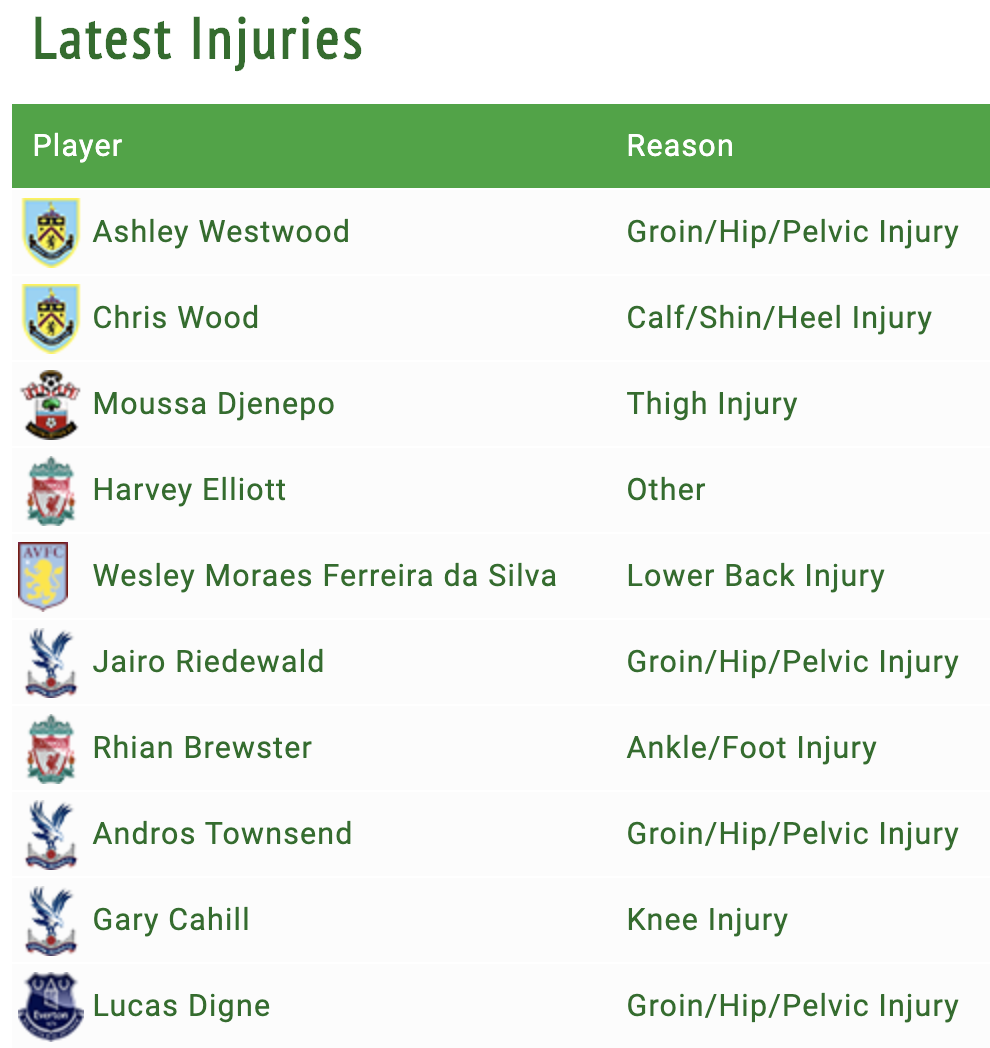 Latest Injuries
Player Reason
Ashley Westwood Groin/Hip/Pelvic Injury
Chris Wood Calf/Shin/Heel Injury
Moussa Djenepo Thigh Injury
Harvey Elliott Other
AVFC
Wesley Moraes Ferreira da Silva Lower Back Injury
Jairo Riedewald Groin/Hip/Pelvic Injury
Rhian Brewster Ankle/Foot Injury
Andros Townsend Groin/Hip/Pelvic Injury
Gary Cahill Knee Injury
Everton
Lucas Digne Groin/Hip/Pelvic Injury